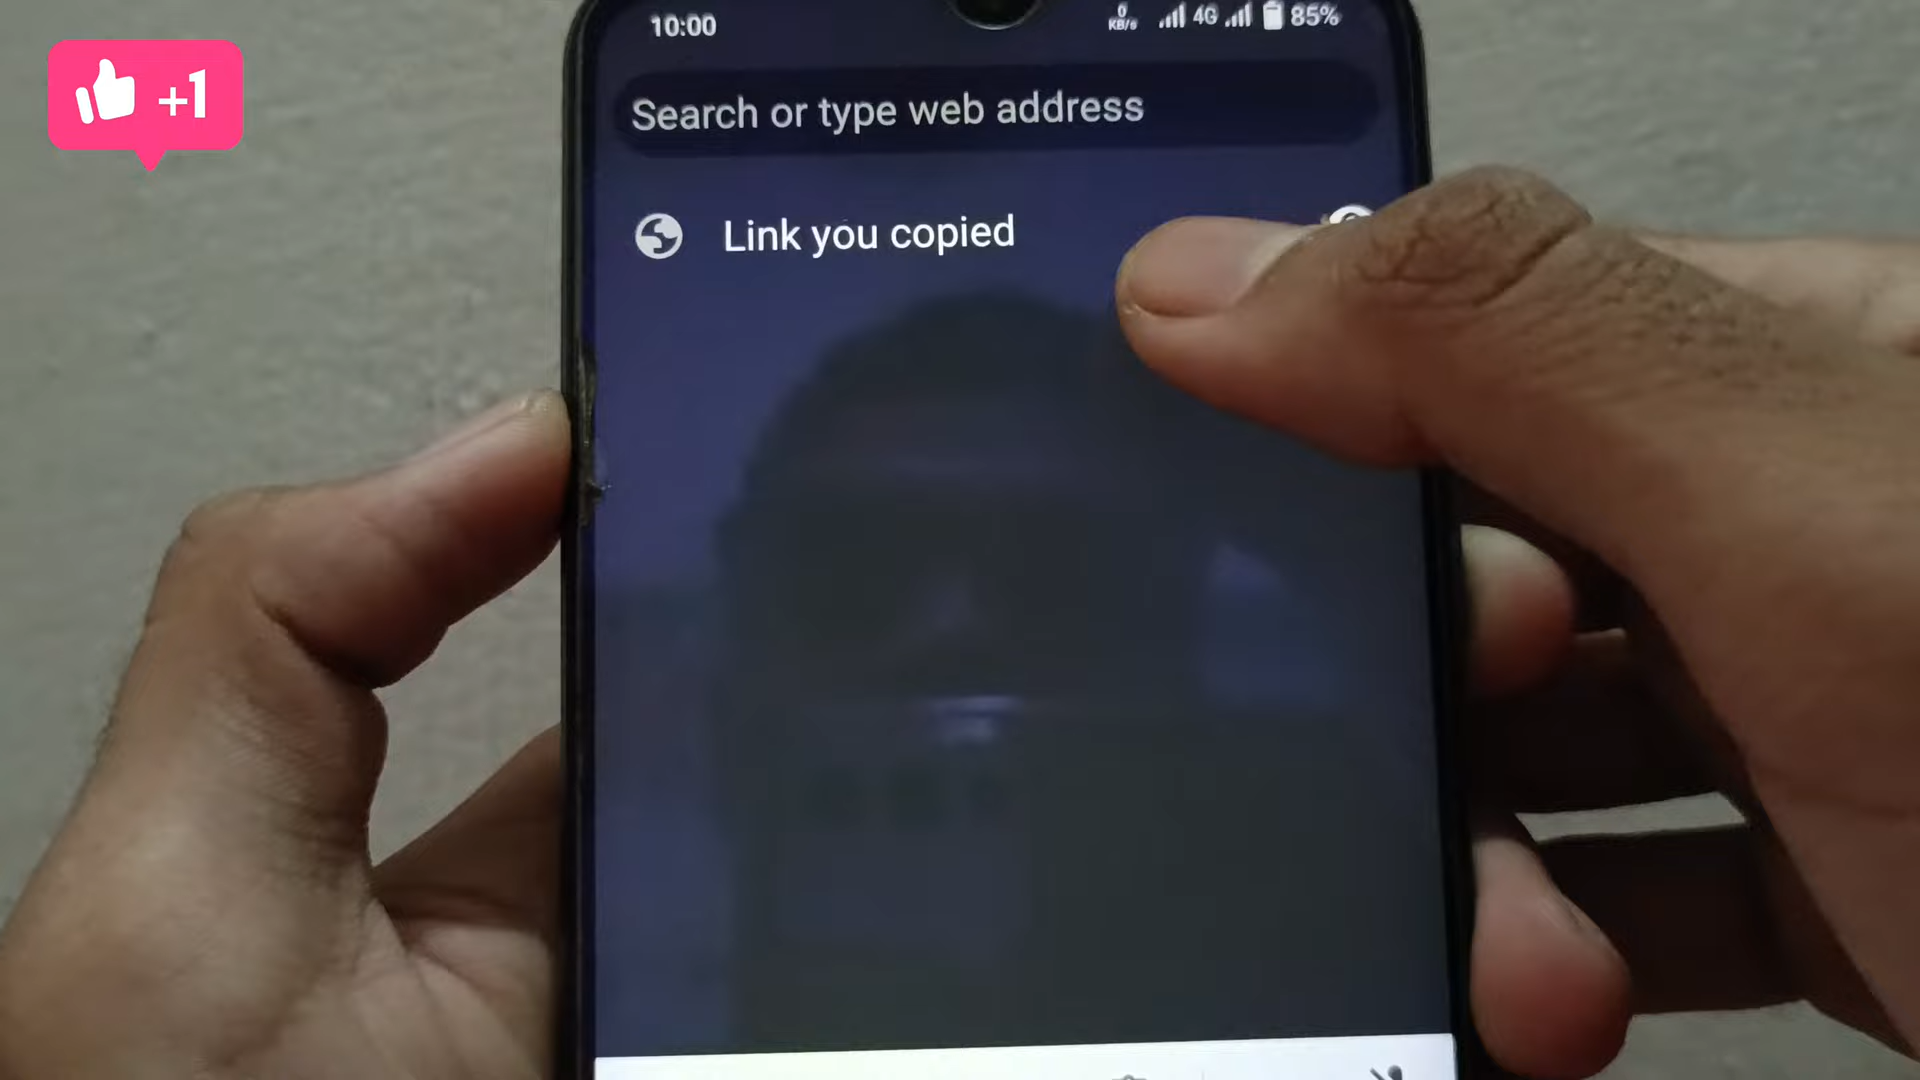 +1
10:00
0
KB/s
4G
85%
Search or type web address
Link you copied